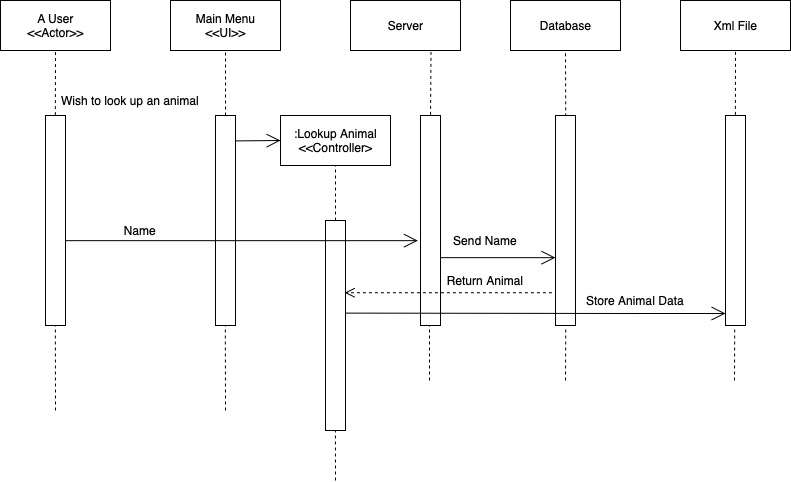 A User
<<Actor>>
Main Menu
<<UI>>
Server
Database
Xml File
Wish to look up an animal
:Lookup Animal
<<Controller>
Name
Send Name
Return Animal
Store Animal Data